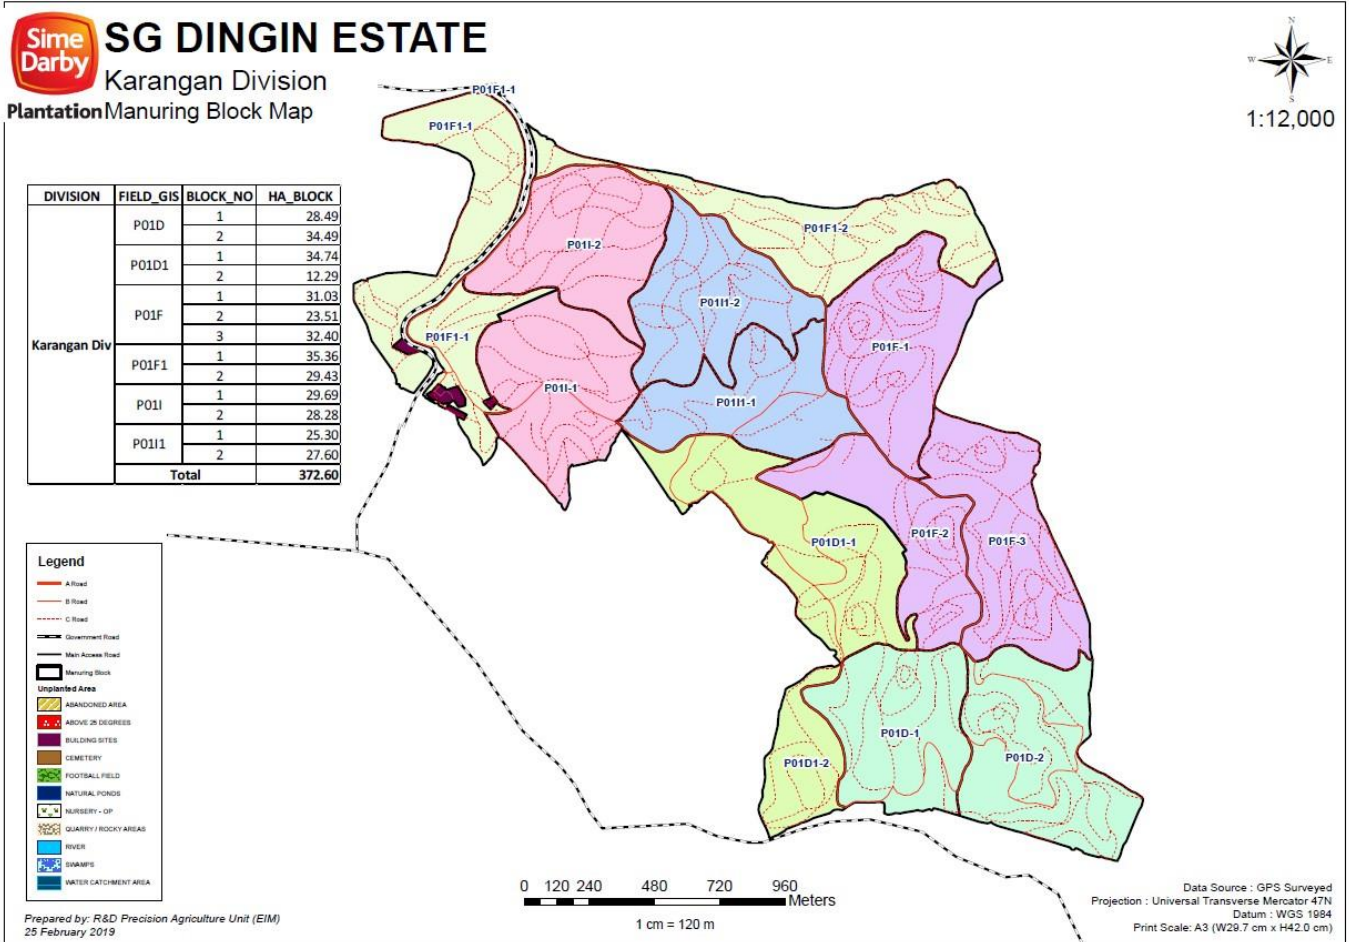 Sime
Darby
Plantation
SG DINGIN ESTATE
Karangan Division
Manuring Block Map
N
W
E
S
1:12,000
DIVISION FIELD_GIS BLOCK_NO HA_BLOCK
Karangan Div
P01D 1 28.49
2 34.49
P01D1 1 34.74
2 12.29
P01F 1 31.03
2 23.51
3 32.40
P01F1 1 35.36
2 29.43
P01I 1 29.69
2 28.28
P01I1 1 25.30
2 27.60
Total 372.60
P01F1-1
P01F1-1
P01F1-2
P01I-2
P01I1-2
P01F1-1
P01F-1
P01I-1
P01I1-1
P01F-2
P01F-3
P01D1-1
P01D-1
P01D1-2
P01D-2
Legend
A Road
B Road
C Road
Government Road
Main Access Road
Manuring Block
Unplanted Area
ABANDONED AREA
ABOVE 25 DEGREES
BUILDING SITES
CEMETERY
FOOTBALL FIELD
NATURAL PONDS
NURSERY - OP
QUARRY / ROCKY AREAS
RIVER
SWAMPS
WATER CATCHMENT AREA
Prepared by: R&D Precision Agriculture Unit (EIM)
25 February 2019
0 120 240 480 720 960
Meters
1 cm = 120 m
Data Source : GPS Surveyed
Projection : Universal Transverse Mercator 47N
Datum : WGS 1984
Print Scale: A3 (W29.7 cm x H42.0 cm)